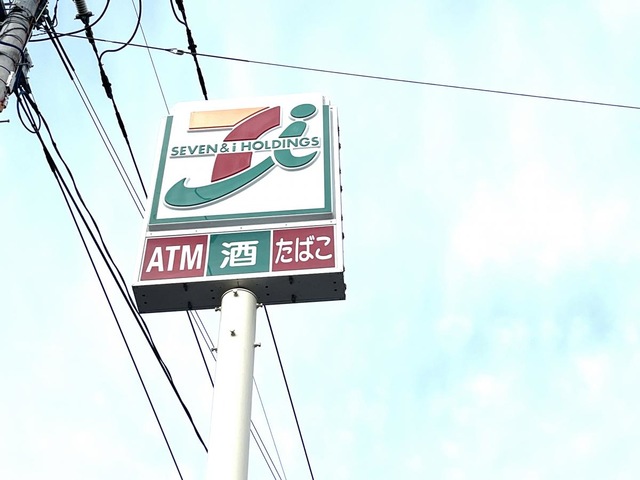 SEVEN & i HOLDINGS
ATM 酒 たばこ